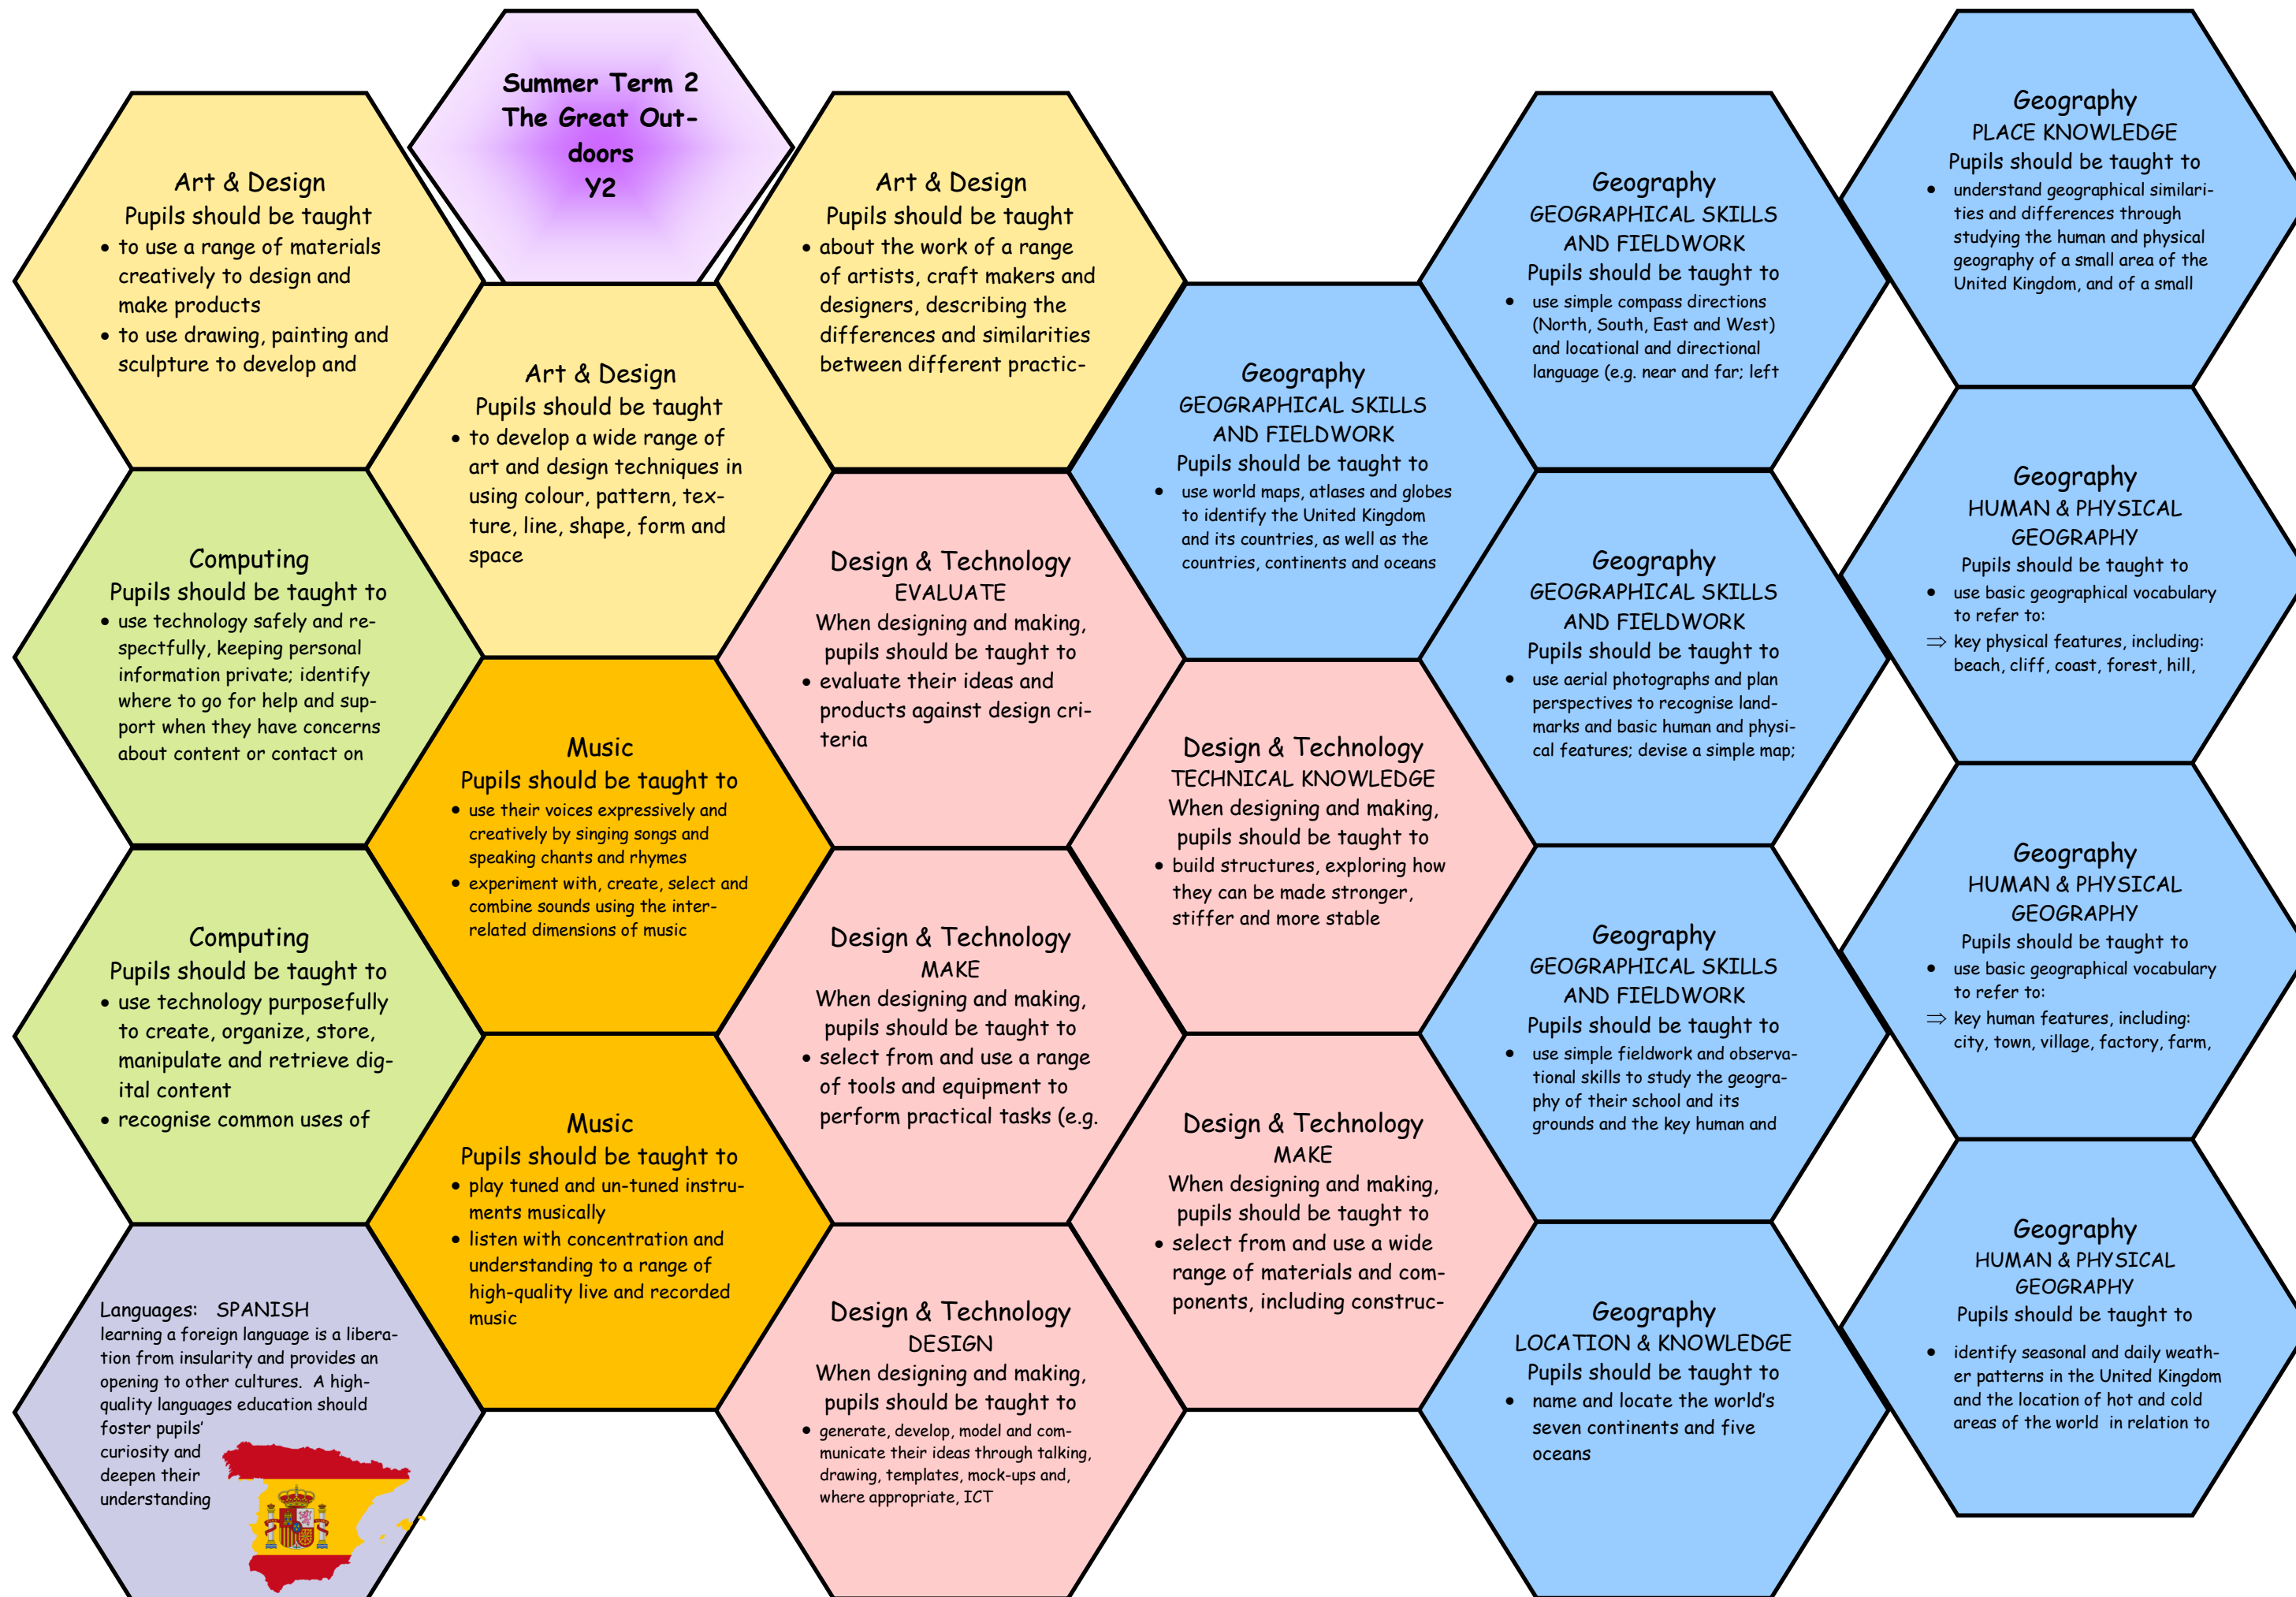 Summer Term 2
The Great Out-
doors
Y2
Art & Design
Pupils should be taught
• to use a range of materials
creatively to design and
make products
• to use drawing, painting and
sculpture to develop and
Computing
Pupils should be taught to
• use technology safely and re-
spectfully, keeping personal
information private; identify
where to go for help and sup-
port when they have concerns
about content or contact on
Computing
Pupils should be taught to
• use technology purposefully
to create, organize, store,
manipulate and retrieve dig-
ital content
• recognise common uses of
Languages: SPANISH
learning a foreign language is a libera-
tion from insularity and provides an
opening to other cultures. A high-
quality languages education should
foster pupils'
curiosity and
deepen their
understanding
Art & Design
Pupils should be taught
• to develop a wide range of
art and design techniques in
using colour, pattern, tex-
ture, line, shape, form and
space
Music
Pupils should be taught to
• use their voices expressively and
creatively by singing songs and
speaking chants and rhymes
• experiment with, create, select and
combine sounds using the inter-
related dimensions of music
Music
Pupils should be taught to
• play tuned and un-tuned instru-
ments musically
• listen with concentration and
understanding to a range of
high-quality live and recorded
music
Art & Design
Pupils should be taught
• about the work of a range
of artists, craft makers and
designers, describing the
differences and similarities
between different practic-
Design & Technology
EVALUATE
When designing and making,
pupils should be taught to
• evaluate their ideas and
products against design cri-
teria
Design & Technology
MAKE
When designing and making,
pupils should be taught to
• select from and use a range
of tools and equipment to
perform practical tasks (e.g.
Design & Technology
DESIGN
When designing and making,
pupils should be taught to
• generate, develop, model and com-
municate their ideas through talking,
drawing, templates, mock-ups and,
where appropriate, ICT
Geography
GEOGRAPHICAL SKILLS
AND FIELDWORK
Pupils should be taught to
• use world maps, atlases and globes
to identify the United Kingdom
and its countries, as well as the
countries, continents and oceans
Design & Technology
TECHNICAL KNOWLEDGE
When designing and making,
pupils should be taught to
• build structures, exploring how
they can be made stronger,
stiffer and more stable
Design & Technology
MAKE
When designing and making,
pupils should be taught to
• select from and use a wide
range of materials and com-
ponents, including construc-
Geography
GEOGRAPHICAL SKILLS
AND FIELDWORK
Pupils should be taught to
• use simple compass directions
(North, South, East and West)
and locational and directional
language (e.g. near and far; left
Geography
GEOGRAPHICAL SKILLS
AND FIELDWORK
Pupils should be taught to
• use aerial photographs and plan
perspectives to recognise land-
marks and basic human and physi-
cal features; devise a simple map;
Geography
GEOGRAPHICAL SKILLS
AND FIELDWORK
Pupils should be taught to
• use simple fieldwork and observa-
tional skills to study the geogra-
phy of their school and its
grounds and the key human and
Geography
LOCATION & KNOWLEDGE
Pupils should be taught to
• name and locate the world's
seven continents and five
oceans
Geography
PLACE KNOWLEDGE
Pupils should be taught to
• understand geographical similari-
ties and differences through
studying the human and physical
geography of a small area of the
United Kingdom, and of a small
Geography
HUMAN & PHYSICAL
GEOGRAPHY
Pupils should be taught to
• use basic geographical vocabulary
to refer to:
⇒ key physical features, including:
beach, cliff, coast, forest, hill,
Geography
HUMAN & PHYSICAL
GEOGRAPHY
Pupils should be taught to
• use basic geographical vocabulary
to refer to:
⇒ key human features, including:
city, town, village, factory, farm,
Geography
HUMAN & PHYSICAL
GEOGRAPHY
Pupils should be taught to
• identify seasonal and daily weath-
er patterns in the United Kingdom
and the location of hot and cold
areas of the world in relation to